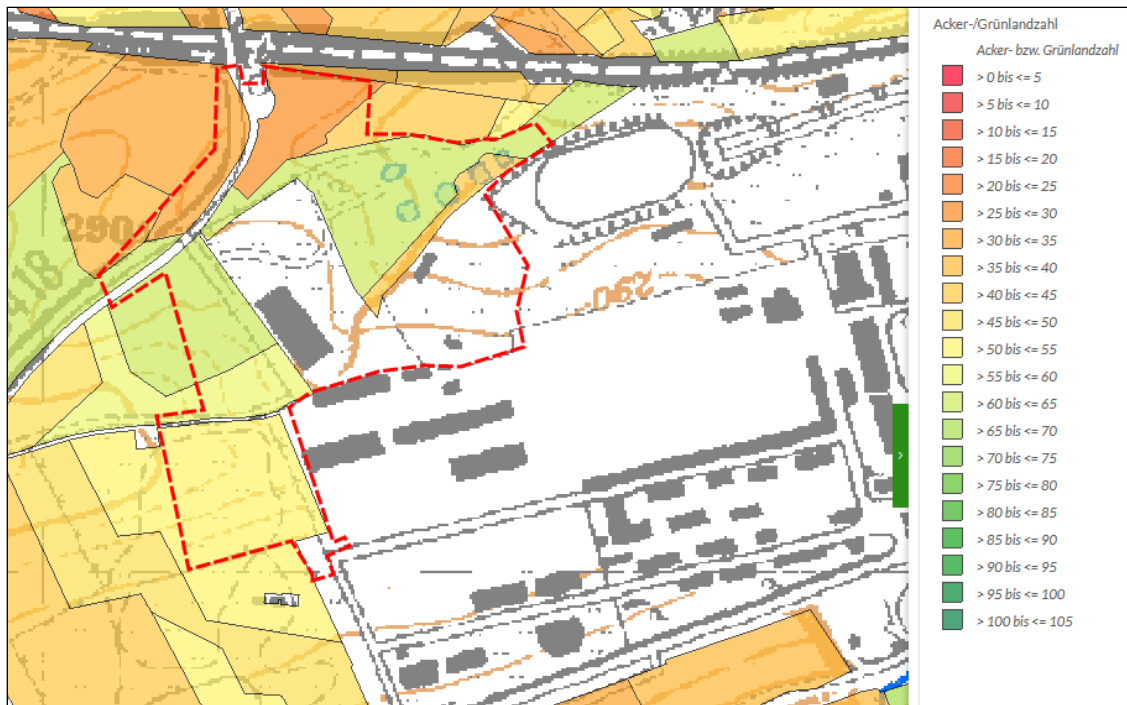 Acker-/Grünlandzahl
Acker- bzw. Grünlandzahl
> 0 bis <= 5
> 5 bis <= 10
> 10 bis <= 15
> 15 bis <= 20
> 20 bis <= 25
> 25 bis <= 30
> 30 bis <= 35
> 35 bis <= 40
> 40 bis <= 45
> 45 bis <= 50
> 50 bis <= 55
> 55 bis <= 60
> 60 bis <= 65
> 65 bis <= 70
> 70 bis <= 75
> 75 bis <= 80
> 80 bis <= 85
> 85 bis <= 90
> 90 bis <= 95
> 95 bis <= 100
> 100 bis <= 105
290
418
290